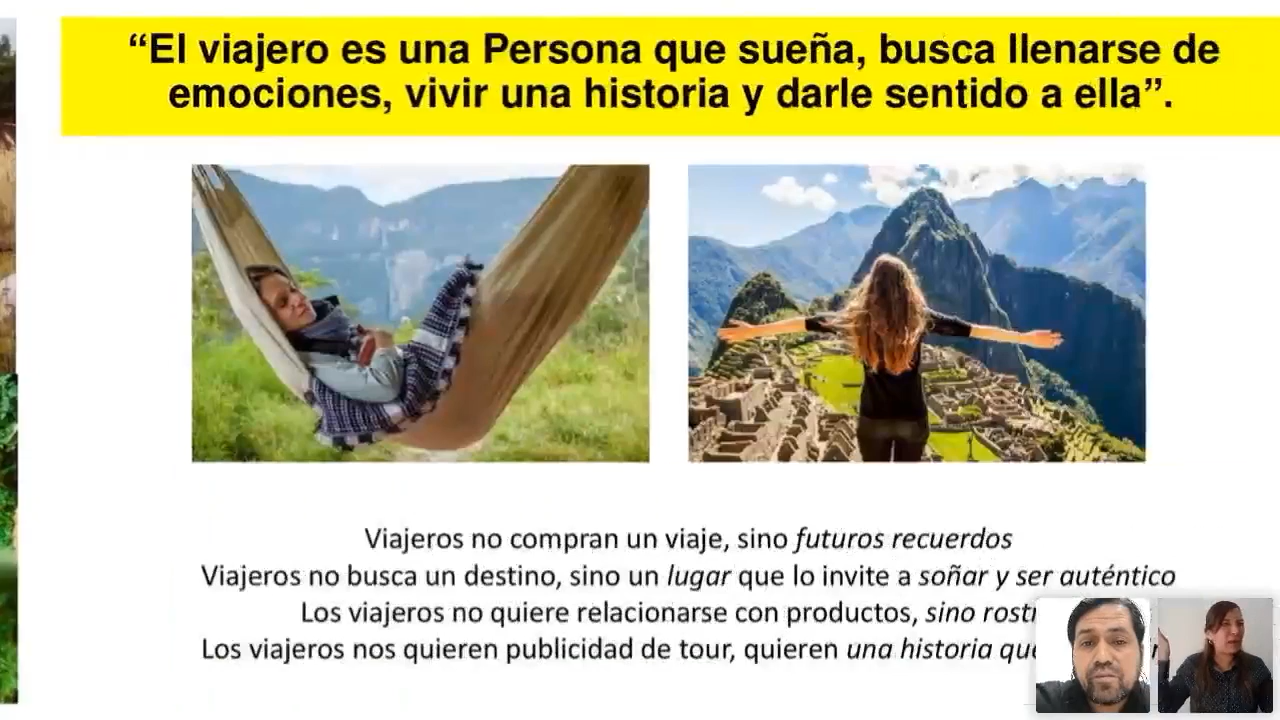 “El viajero es una Persona que sueña, busca llenarse de
emociones, vivir una historia y darle sentido a ella”.
Viajeros no compran un viaje, sino futuros recuerdos
Viajeros no busca un destino, sino un lugar que lo invite a soñar y ser auténtico
Los viajeros no quiere relacionarse con productos, sino
Los viajeros nos quieren publicidad de tour, quieren una historia